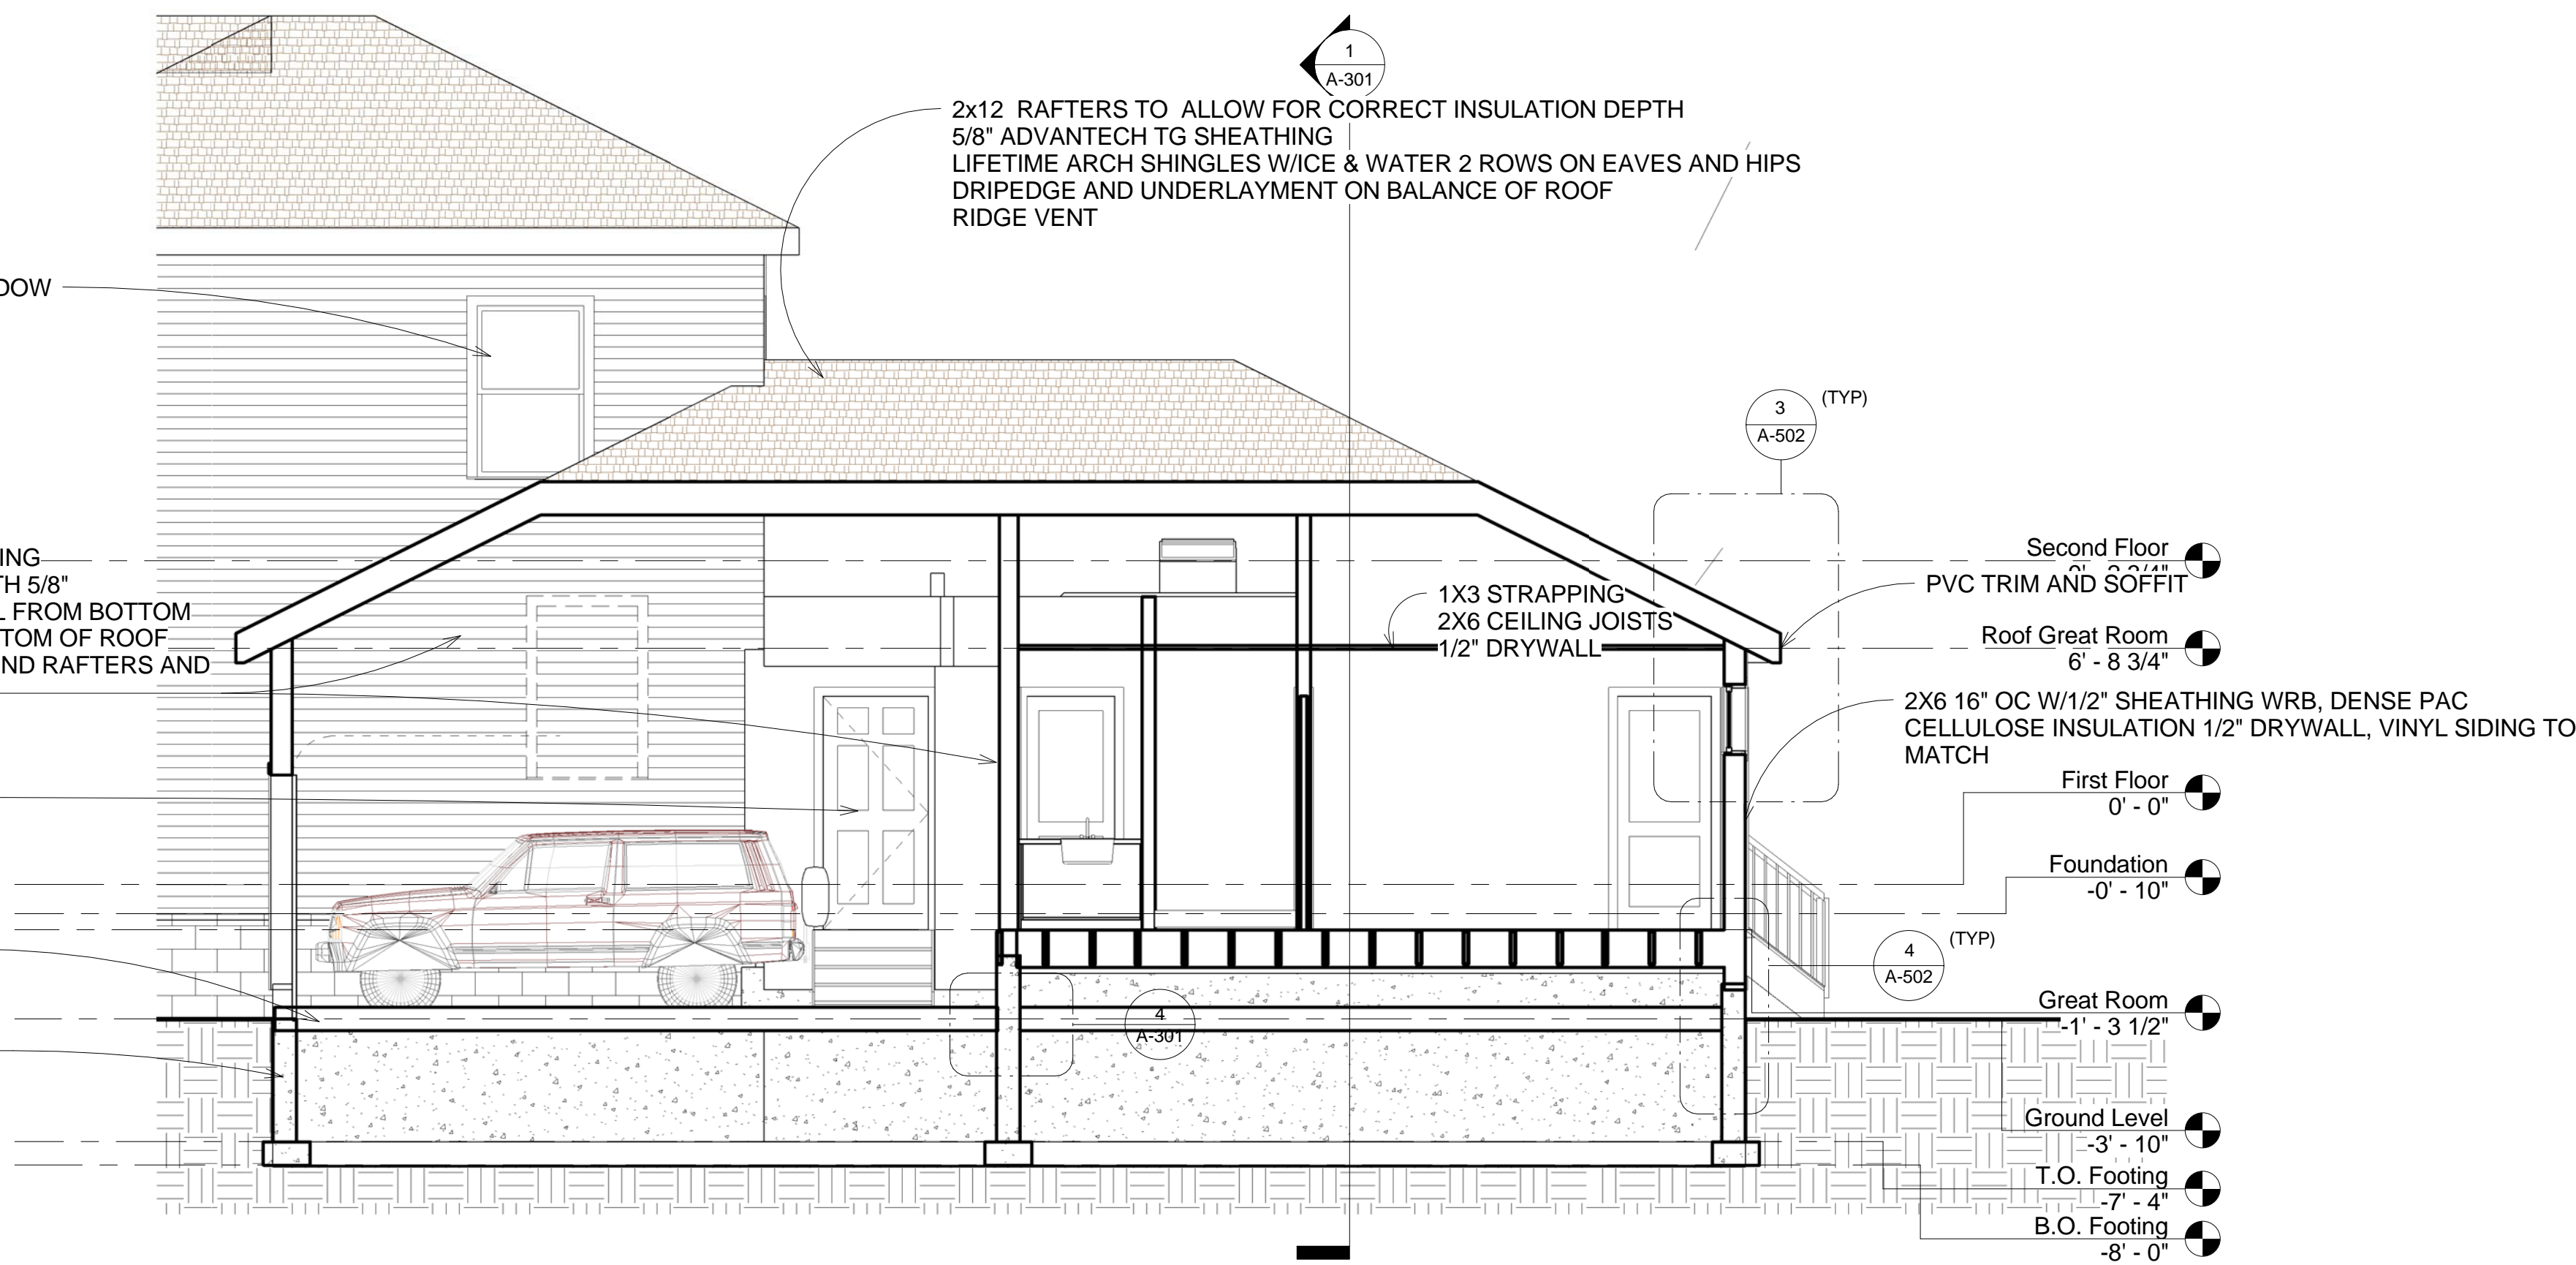 1
A-301
2x12 RAFTERS TO ALLOW FOR CORRECT INSULATION DEPTH
5/8" ADVANTECH TG SHEATHING
LIFETIME ARCH SHINGLES W/ICE & WATER 2 ROWS ON EAVES AND HIPS
DRIPEDGE AND UNDERLAYMENT ON BALANCE OF ROOF
RIDGE VENT
DOW
3
A-502
(TYP)
ING
TH 5/8"
L FROM BOTTOM
TOM OF ROOF
ND RAFTERS AND
1X3 STRAPPING
2X6 CEILING JOISTS
1/2" DRYWALL
Second Floor
PVC TRIM AND SOFFIT
Roof Great Room
6' - 8 3/4"
2X6 16" OC W/1/2" SHEATHING WRB, DENSE PAC
CELLULOSE INSULATION 1/2" DRYWALL, VINYL SIDING TO
MATCH
First Floor
0' - 0"
Foundation
-0' - 10"
4
A-502
(TYP)
4
A-301
Great Room
-1' - 3 1/2"
Ground Level
-3' - 10"
T.O. Footing
-7' - 4"
B.O. Footing
-8' - 0"